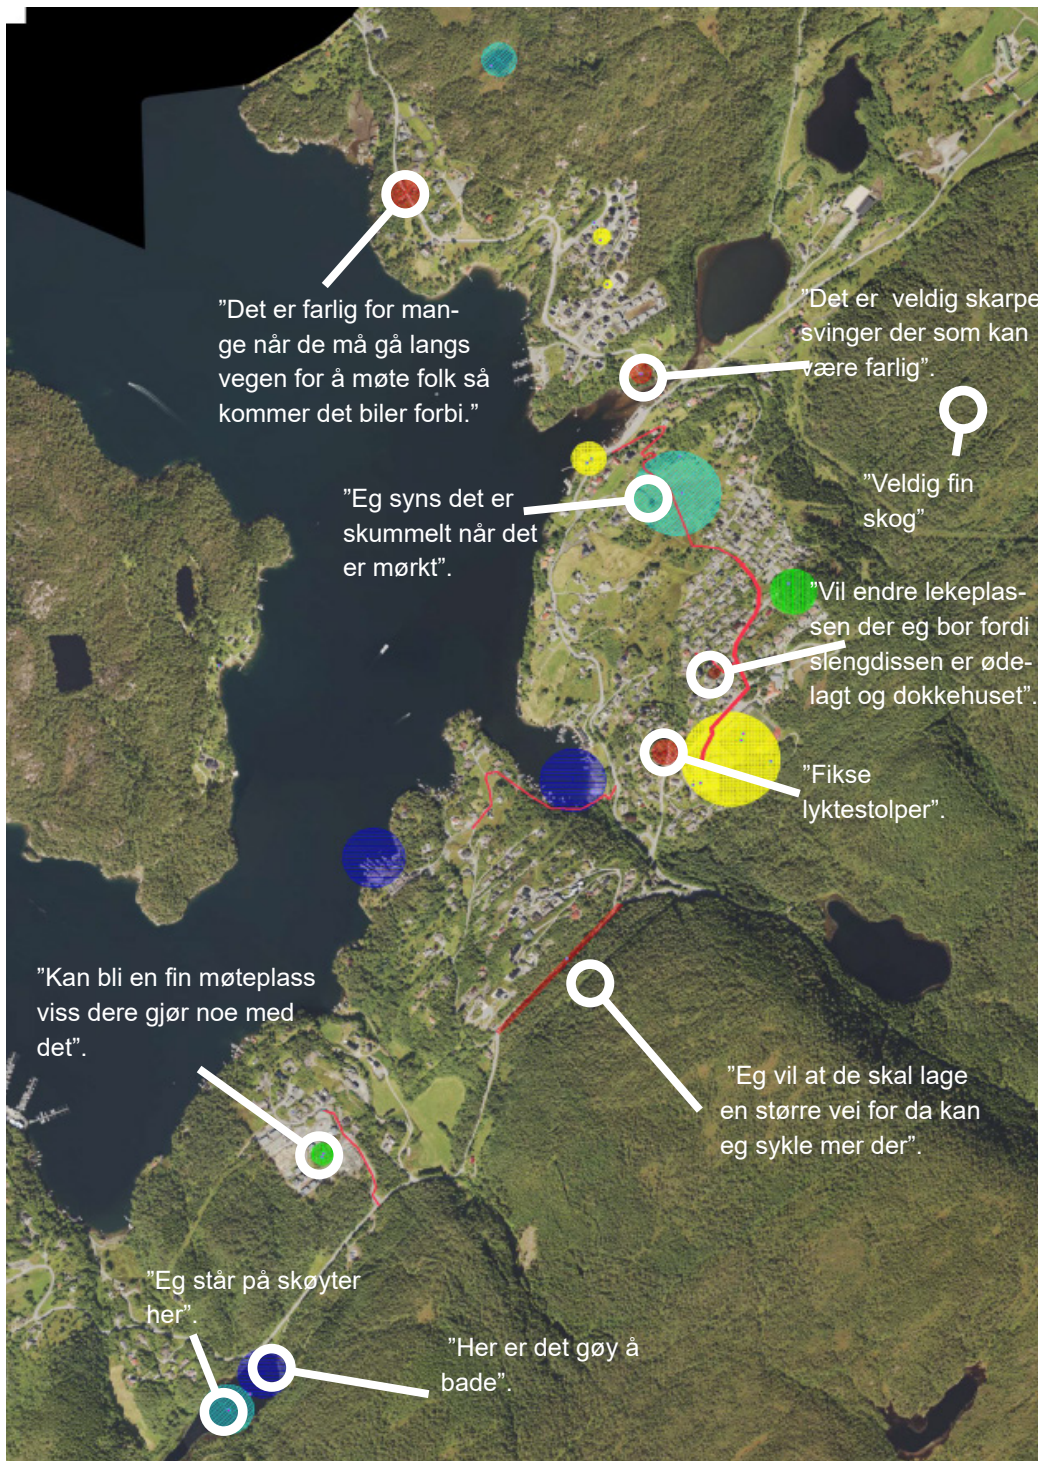 ”Det er farlig for man-
ge når de må gå langs
vegen for å møte folk så
kommer det biler forbi.”
”Det er  veldig skarpe
svinger der som kan
være farlig”.
”Veldig fin
skog”
”Eg syns det er
skummelt når det
er mørkt”.
”Vil endre lekeplas-
sen der eg bor fordi
slengdissen er øde-
lagt og dokkehuset”.
”Fikse
lyktestolper”.
”Kan bli en fin møteplass
viss dere gjør noe med
det”.
”Eg vil at de skal lage
en større vei for da kan
eg sykle mer der”.
”Eg står på skøyter
her”.
”Her er det gøy å
bade”.